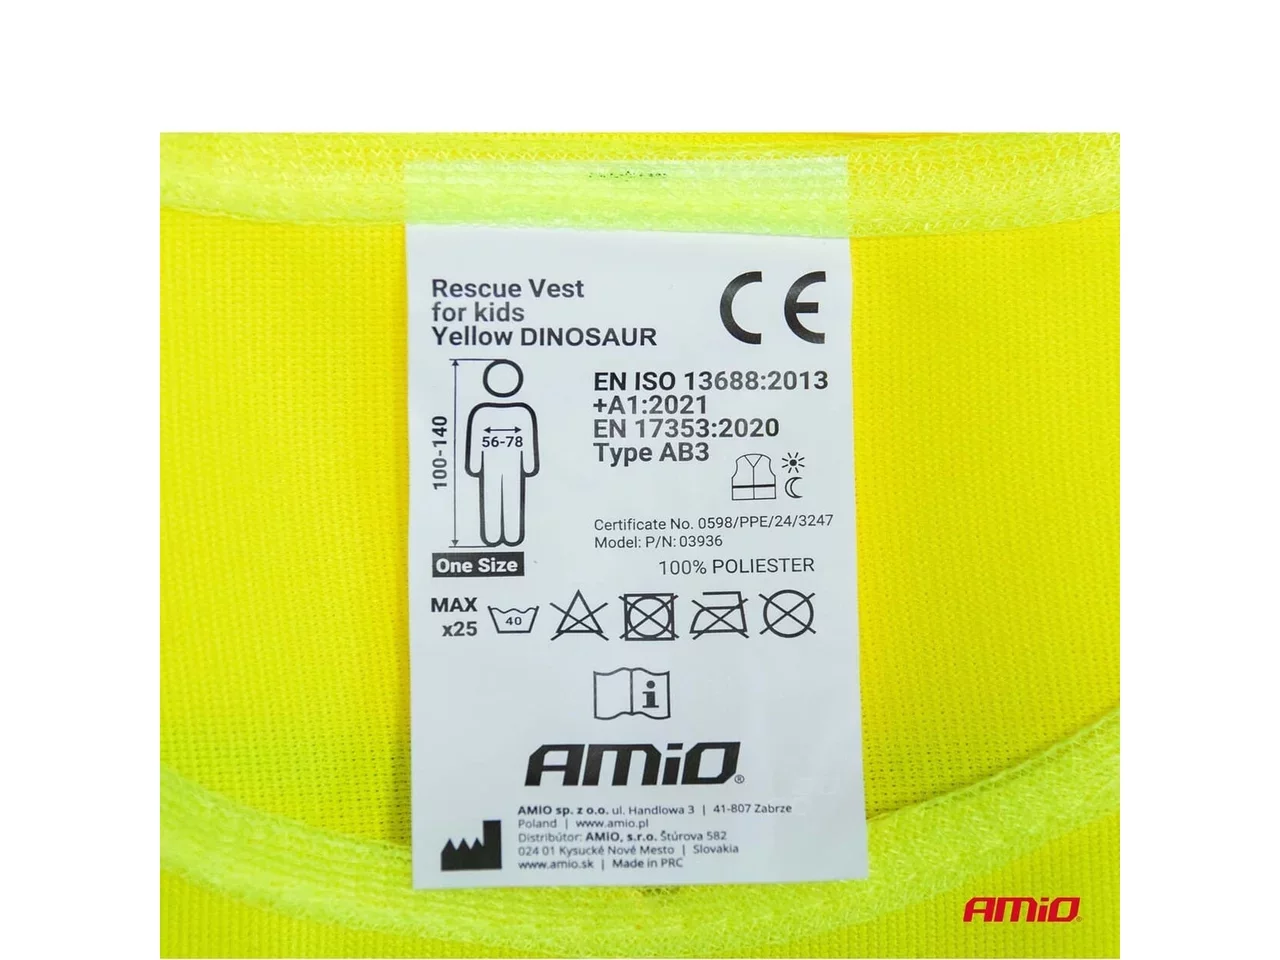 Rescue Vest
for kids
Yellow DINOSAUR
CE
100-140
56-78
One Size
EN ISO 13688:2013
+A1:2021
EN 17353:2020
Type AB3
Certificate No. 0598/PPE/24/3247
Model: P/N: 03936
100% POLIESTER
MAX
x25
40
i
AMiO®
AMIO sp. z o.o. ul. Handlowa 3 | 41-807 Zabrze
Poland | www.amio.pl
Distribútor: AMIO, s.r.o. Štúrova 582
024 01 Kysucké Nové Mesto | Slovakia
www.amio.sk | Made in PRC
AMiO